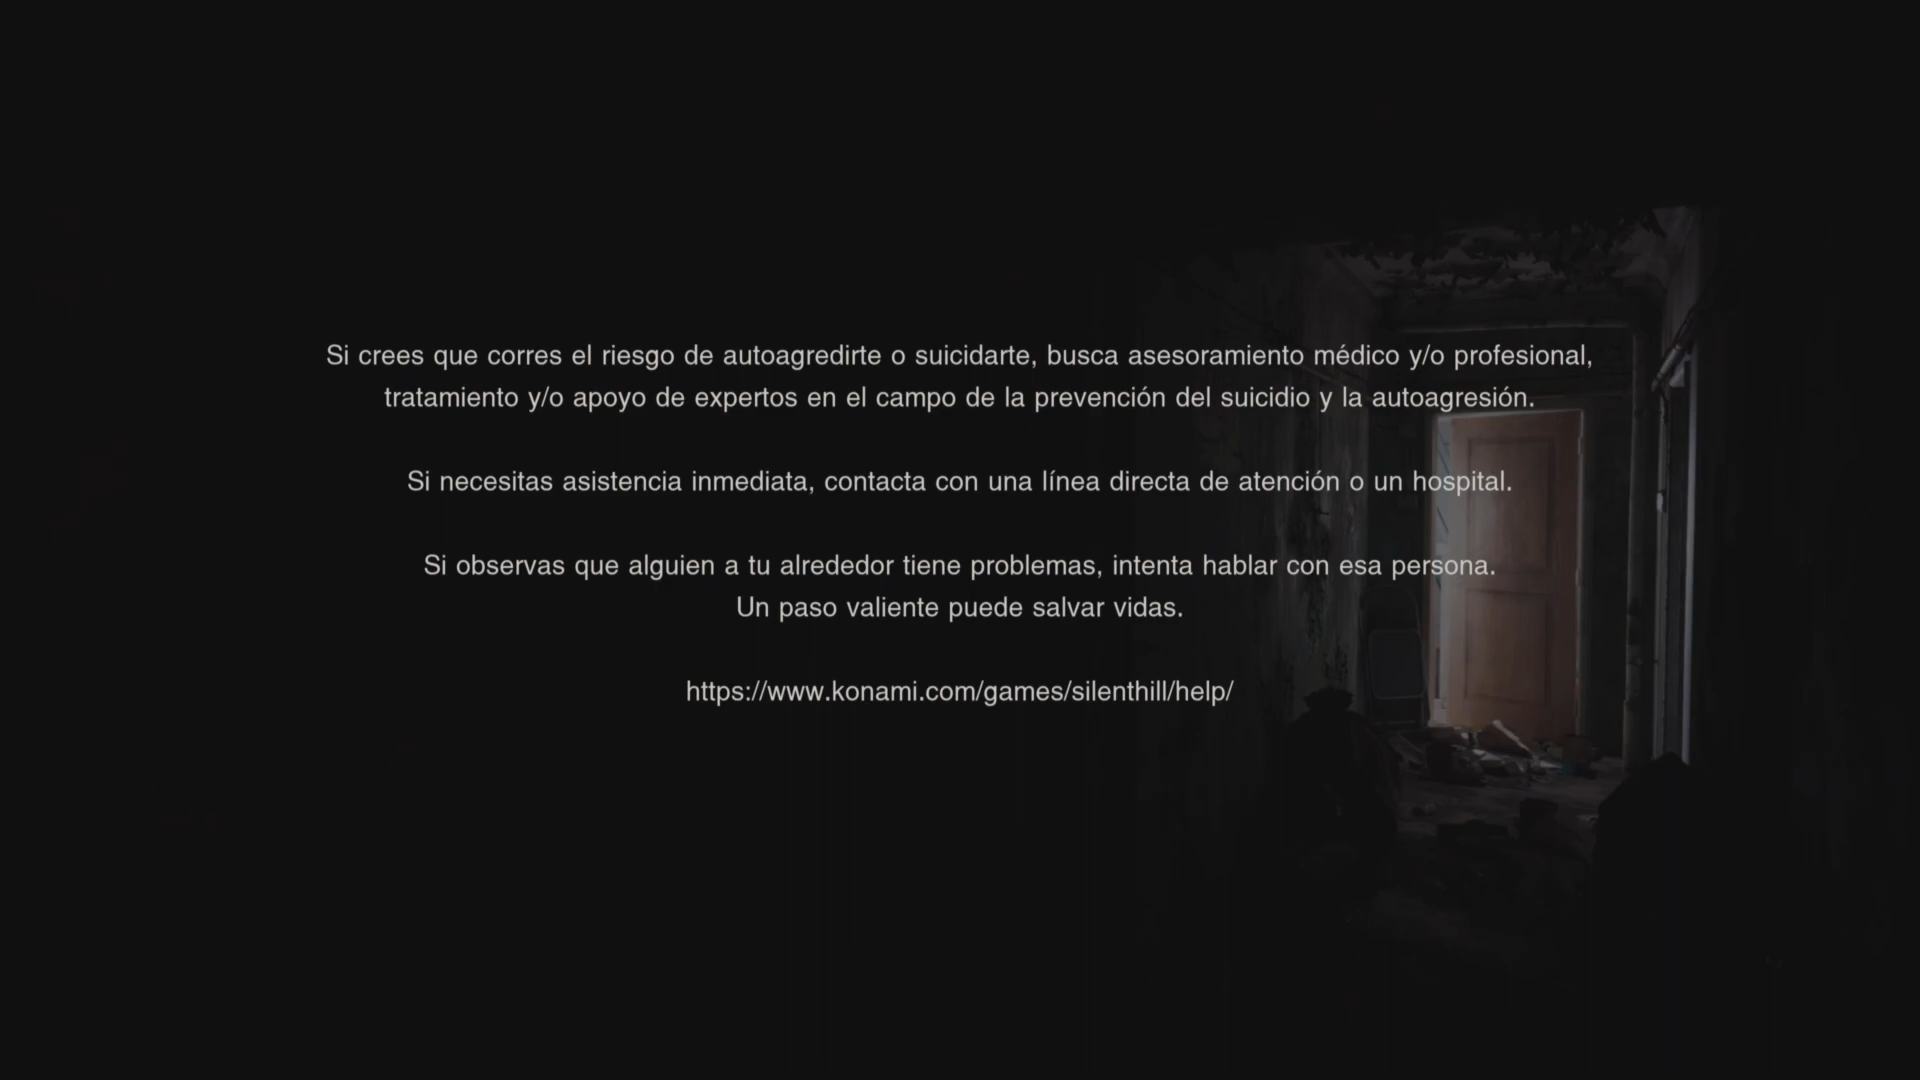 Si crees que corres el riesgo de autoagredirte o suicidarte, busca asesoramiento médico y/o profesional,
tratamiento y/o apoyo de expertos en el campo de la prevención del suicidio y la autoagresión.
Si necesitas asistencia inmediata, contacta con una línea directa de atención o un hospital.
Si observas que alguien a tu alrededor tiene problemas, intenta hablar con esa persona.
Un paso valiente puede salvar vidas.
https://www.konami.com/games/silenthill/help/